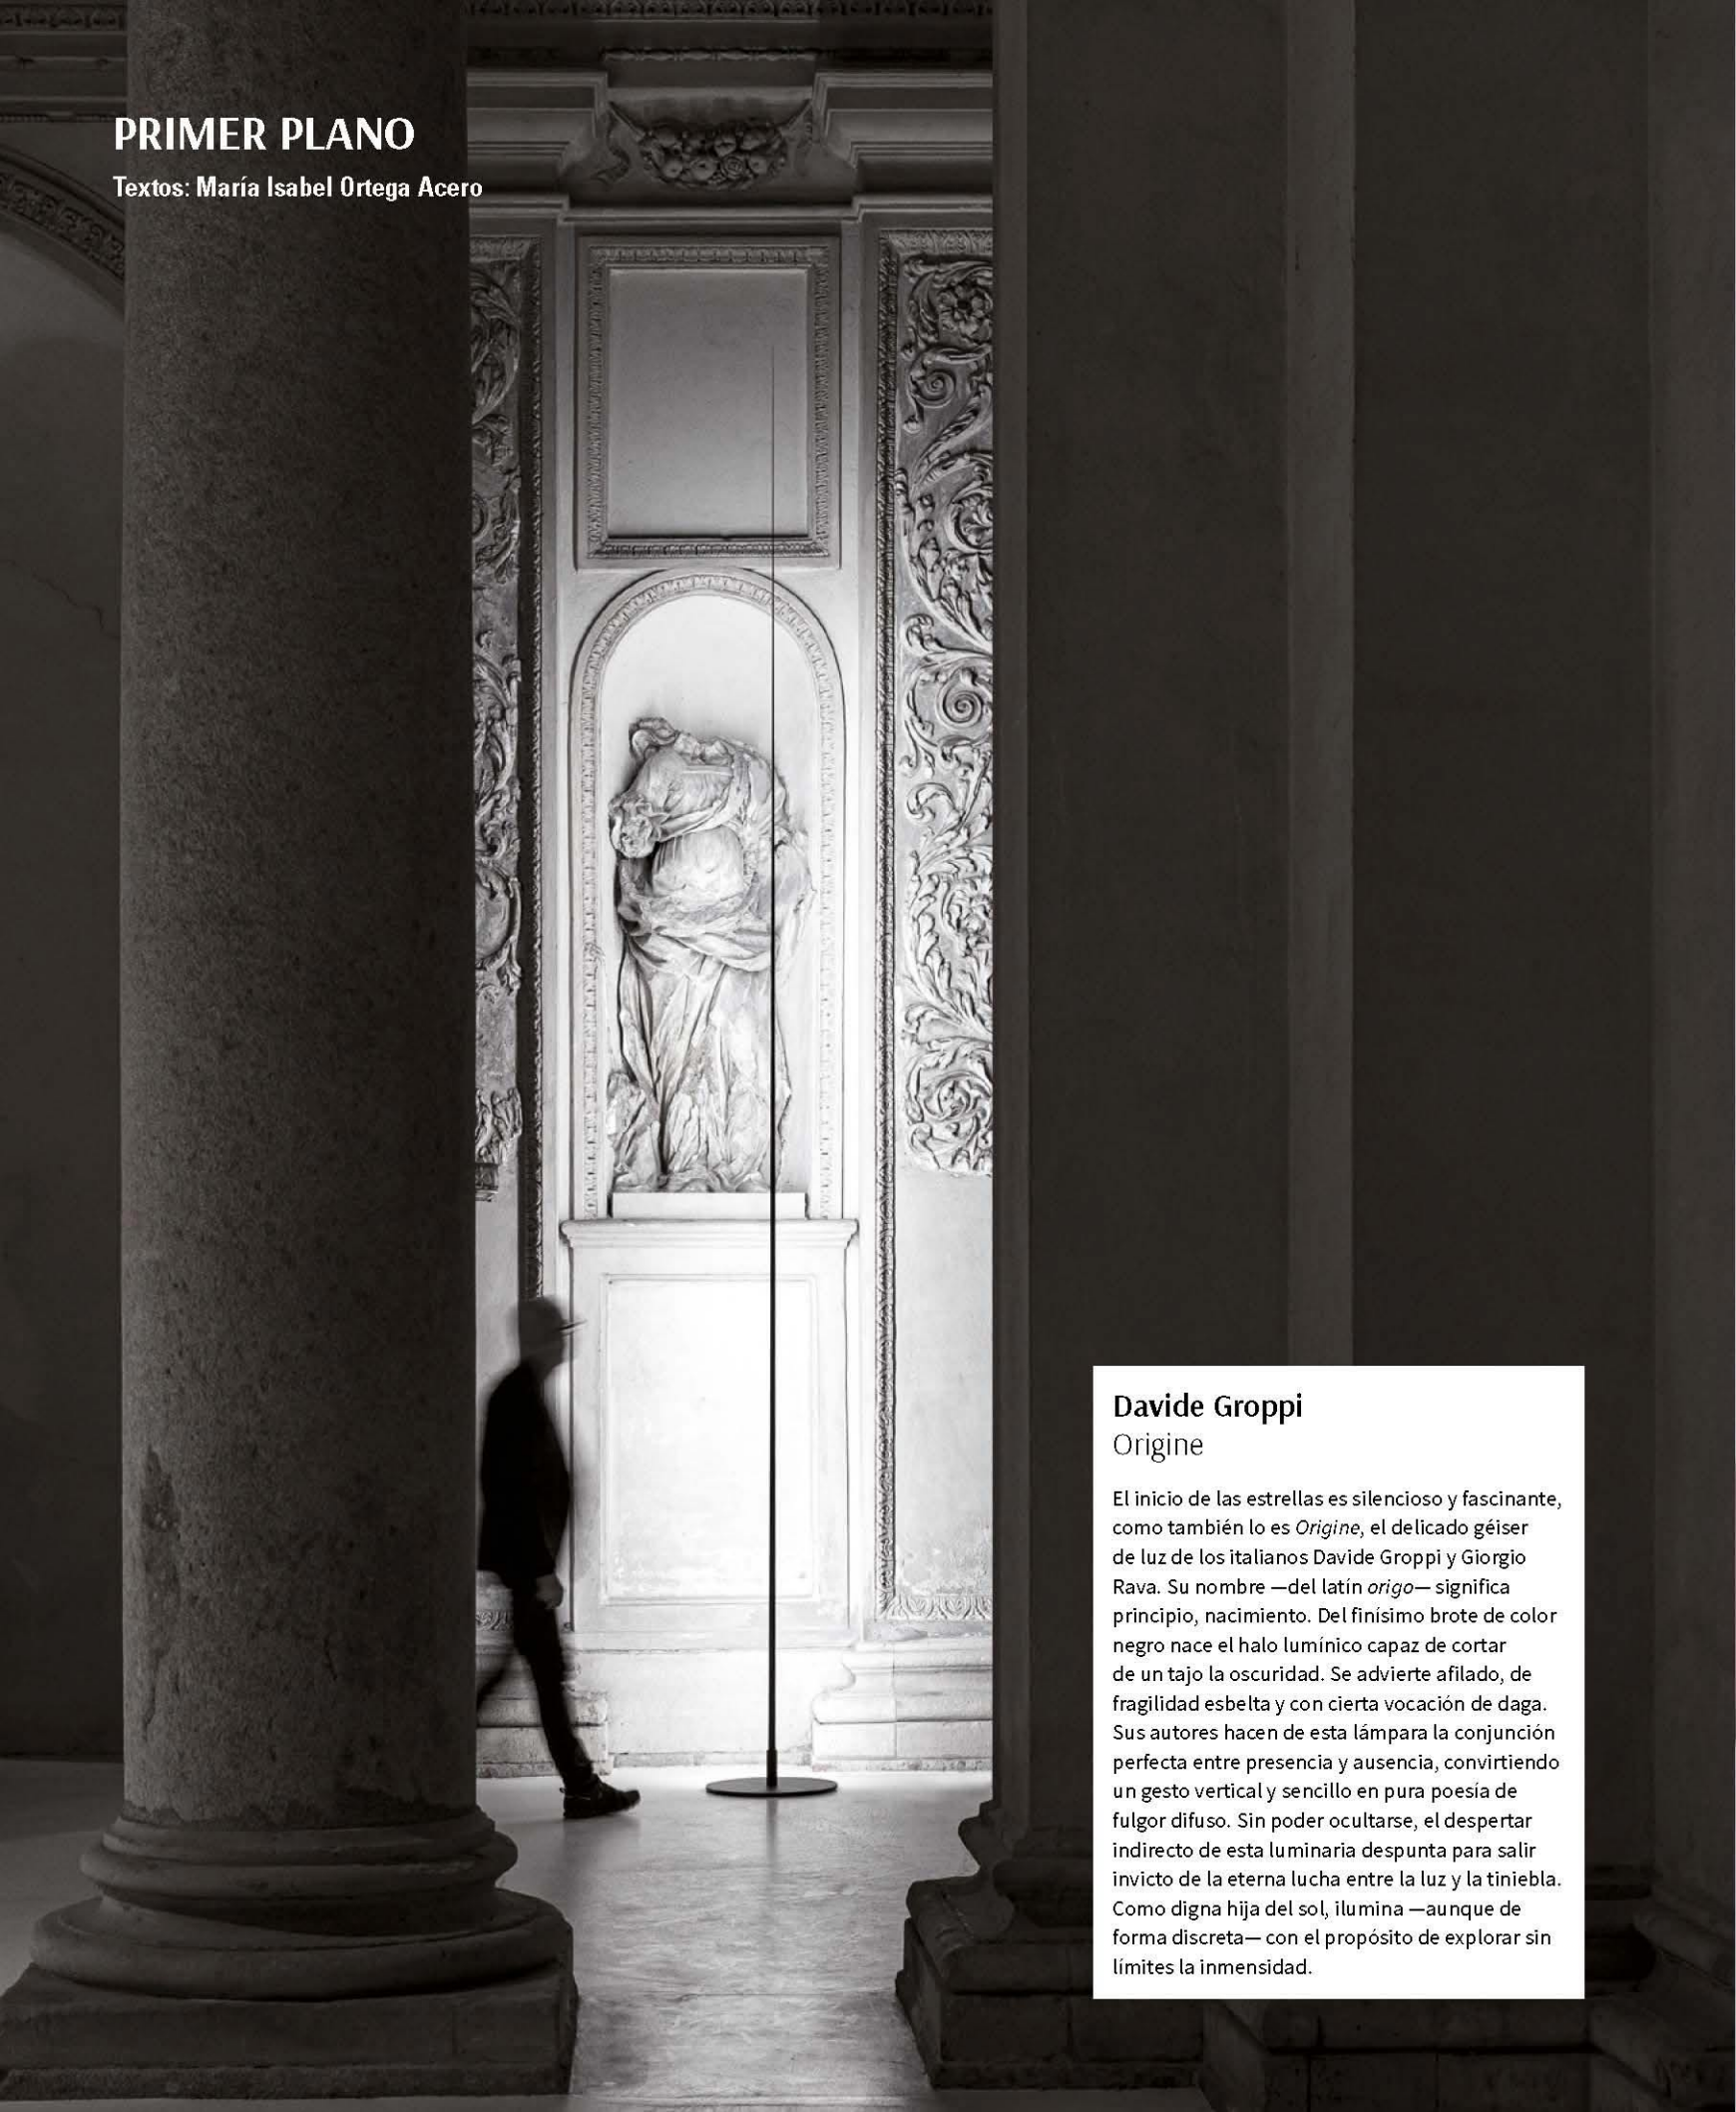 PRIMER PLANO
Textos: María Isabel Ortega Acero
Davide Groppi
Origine
El inicio de las estrellas es silencioso y fascinante,
como también lo es Origine, el delicado géiser
de luz de los italianos Davide Groppi y Giorgio
Rava. Su nombre —del latín origo— significa
principio, nacimiento. Del finísimo brote de color
negro nace el halo lumínico capaz de cortar
de un tajo la oscuridad. Se advierte afilado, de
fragilidad esbelta y con cierta vocación de daga.
Sus autores hacen de esta lámpara la conjunción
perfecta entre presencia y ausencia, convirtiendo
un gesto vertical y sencillo en pura poesía de
fulgor difuso. Sin poder ocultarse, el despertar
indirecto de esta luminaria despunta para salir
invicto de la eterna lucha entre la luz y la tiniebla.
Como digna hija del sol, ilumina —aunque de
forma discreta— con el propósito de explorar sin
límites la inmensidad.